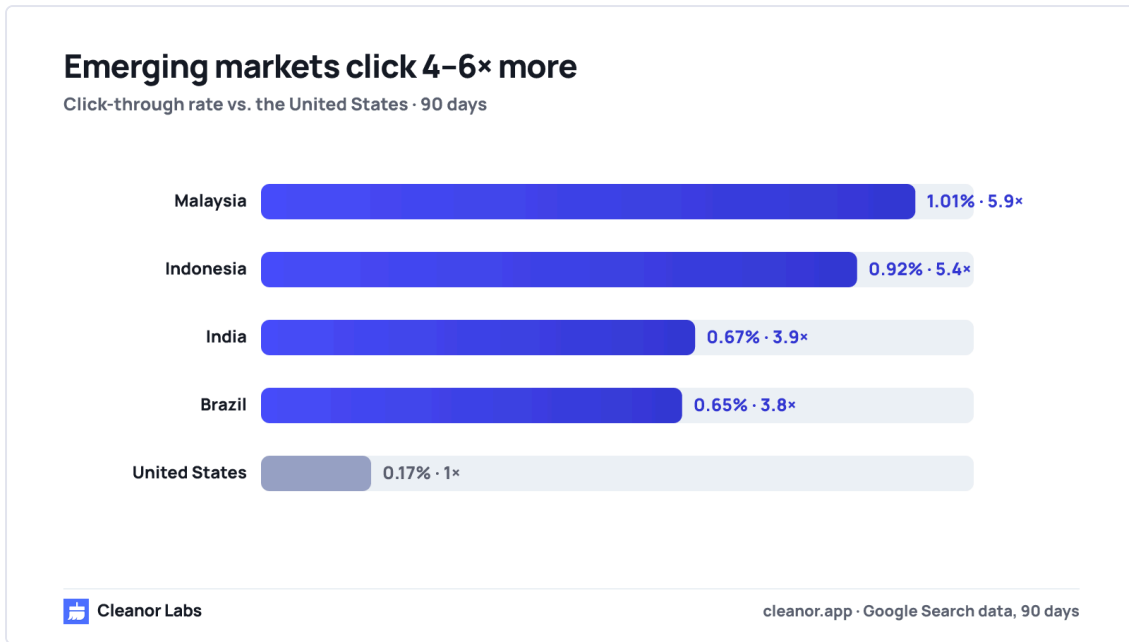 Emerging markets click 4–6× more
Click-through rate vs. the United States · 90 days
Malaysia 1.01% · 5.9×
Indonesia 0.92% · 5.4×
India 0.67% · 3.9×
Brazil 0.65% · 3.8×
United States 0.17% · 1×
Cleanor Labs
cleanor.app · Google Search data, 90 days